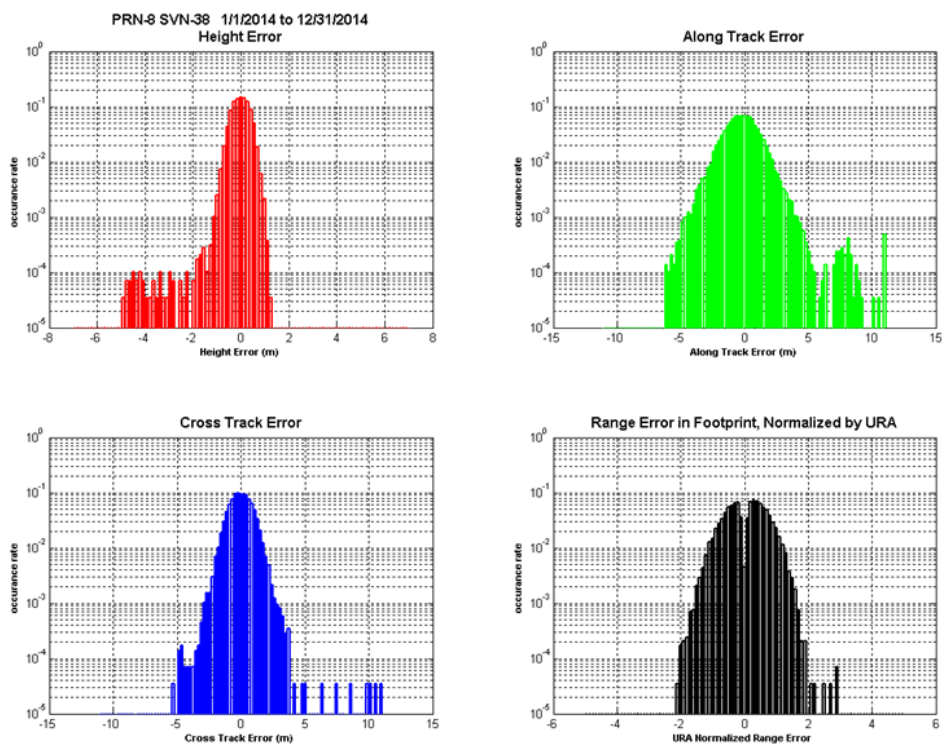 PRN-8 SVN-38 1/1/2014 to 12/31/2014
Height Error
10^0
10^-1
10^-2
10^-3
10^-4
10^-5
occurance rate
-8 -6 -4 -2 0 2 4 6 8
Height Error (m)
Along Track Error
10^0
10^-1
10^-2
10^-3
10^-4
10^-5
occurance rate
-15 -10 -5 0 5 10 15
Along Track Error (m)
Cross Track Error
10^0
10^-1
10^-2
10^-3
10^-4
10^-5
occurance rate
-15 -10 -5 0 5 10 15
Cross Track Error (m)
Range Error in Footprint, Normalized by URA
10^0
10^-1
10^-2
10^-3
10^-4
10^-5
occurance rate
-6 -4 -2 0 2 4 6
URA Normalized Range Error